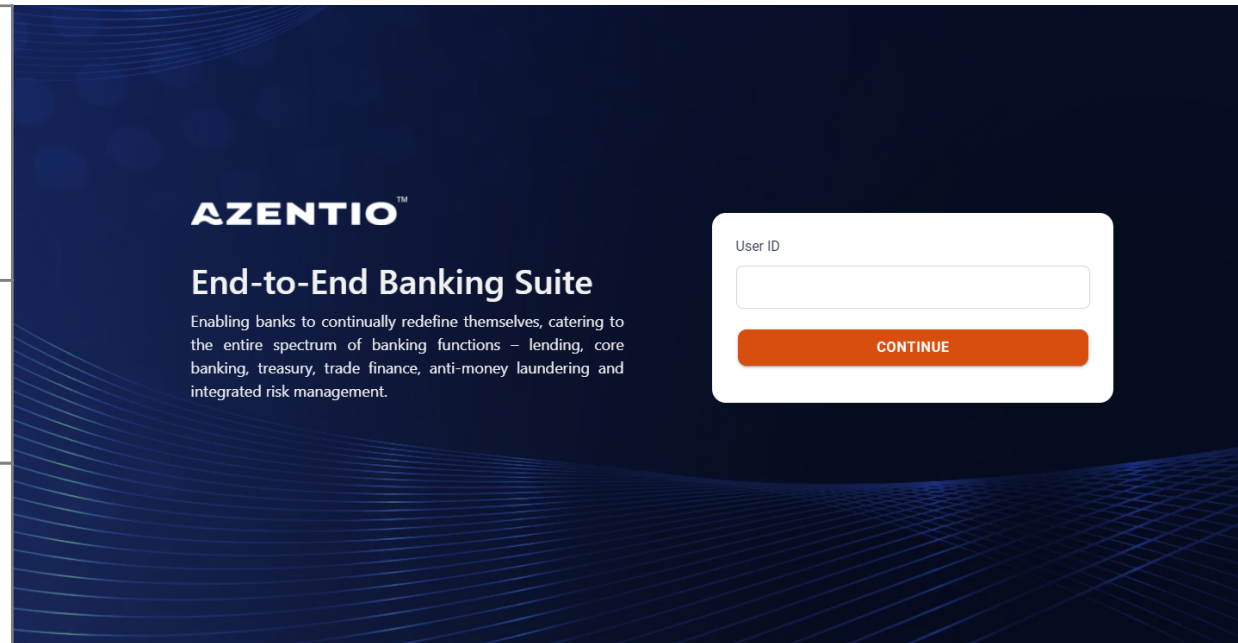 AZENTIO™
End-to-End Banking Suite
Enabling banks to continually redefine themselves, catering to
the entire spectrum of banking functions – lending, core
banking, treasury, trade finance, anti-money laundering and
integrated risk management.
User ID
CONTINUE